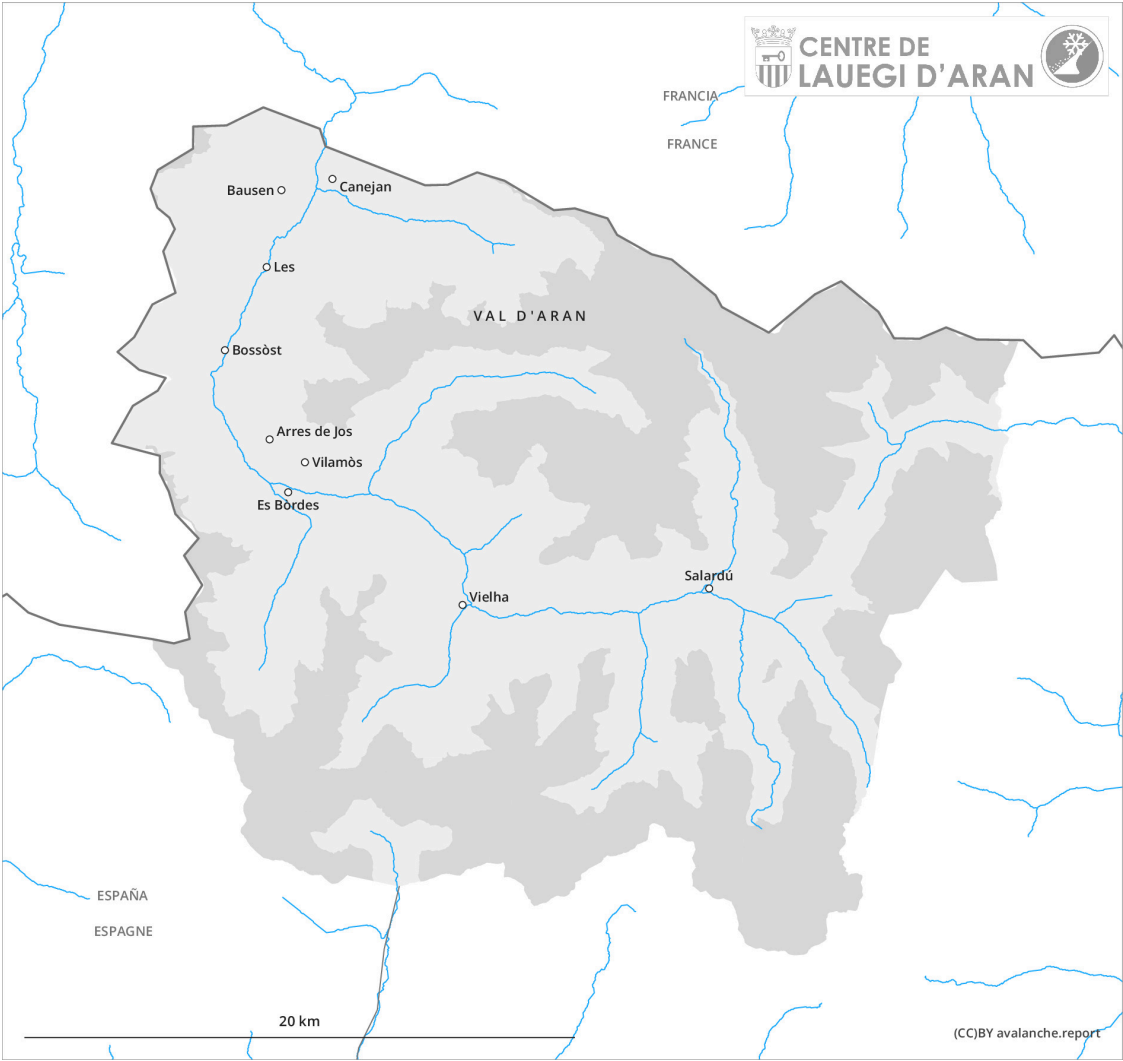 CENTRE DE
LAUEGI D'ARAN
FRANCIA
FRANCE
Bausen
Canejan
Les
VAL D'ARAN
Bossòst
Arres de Jos
Vilamòs
Es Bòrdes
Salardú
Vielha
ESPAÑA
ESPAGNE
20 km
(CC)BY avalanche.report